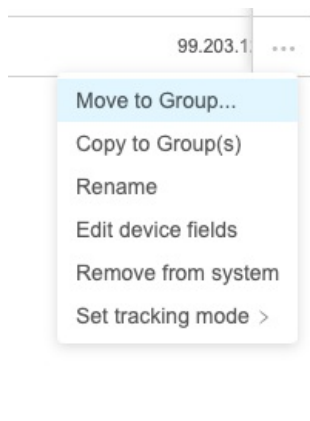 99.203.1
...
Move to Group...
Copy to Group(s)
Rename
Edit device fields
Remove from system
Set tracking mode >